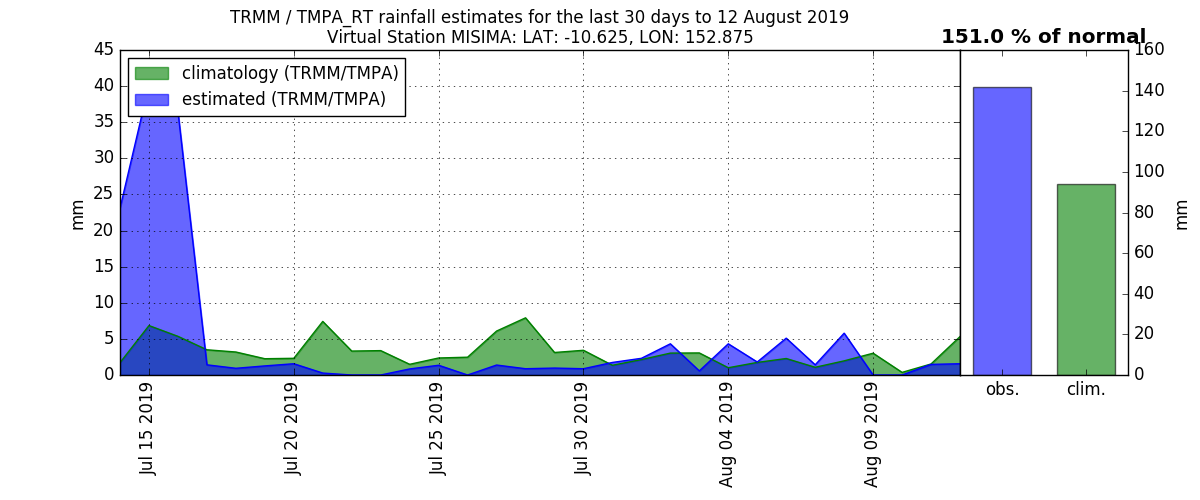 TRMM / TMPA_RT rainfall estimates for the last 30 days to 12 August 2019
Virtual Station MISIMA: LAT: -10.625, LON: 152.875
151.0 % of normal
climatology (TRMM/TMPA)
estimated (TRMM/TMPA)
45
40
35
30
25
20
15
10
5
0
mm
Jul 15 2019
Jul 20 2019
Jul 25 2019
Jul 30 2019
Aug 04 2019
Aug 09 2019
160
140
120
100
80
60
40
20
0
mm
obs.
clim.